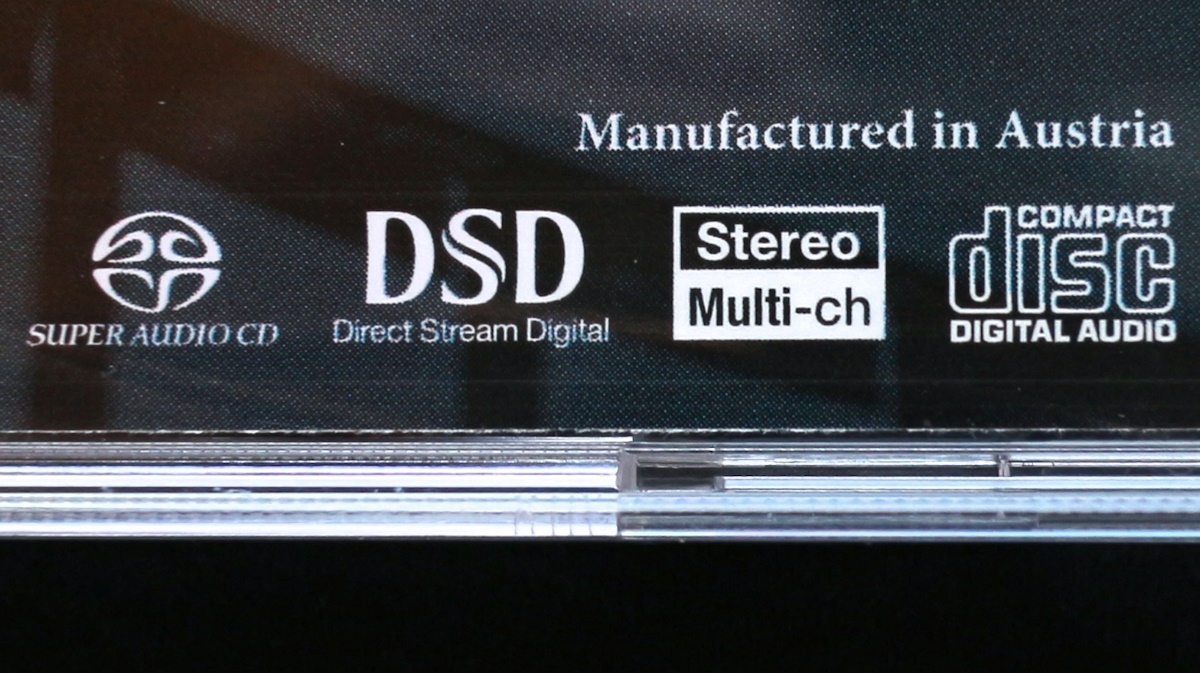 Manufactured in Austria
SUPER AUDIO CD
DSD
Direct Stream Digital
Stereo
Multi-ch
COMPACT
disc
DIGITAL AUDIO